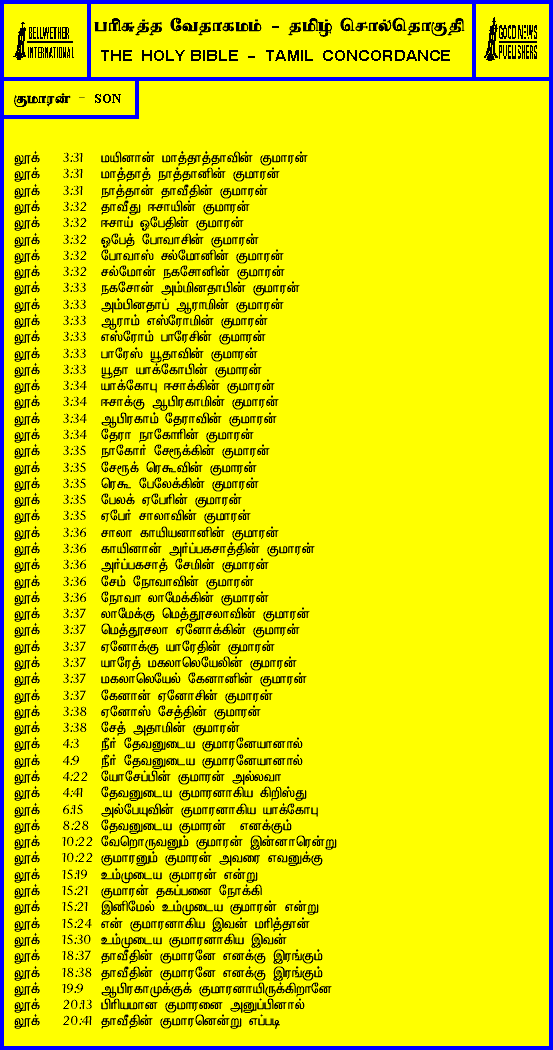 BELLWETHER
INTERNATIONAL
பரிசுத்த வேதாகமம் - தமிழ் சொல்தொகுதி
THE HOLY BIBLE - TAMIL CONCORDANCE
GOOD NEWS
PUBLISHERS
குமாரன் - SON
லூக் 3:31 மயினான் மாத்தாத்தாவின் குமாரன்
லூக் 3:31 மாத்தாத் நாத்தானின் குமாரன்
லூக் 3:31 நாத்தான் தாவீதின் குமாரன்
லூக் 3:32 தாவீது ஈசாயின் குமாரன்
லூக் 3:32 ஈசாய் ஓபேதின் குமாரன்
லூக் 3:32 ஓபேத் போவாசின் குமாரன்
லூக் 3:32 போவாஸ் சல்மோனின் குமாரன்
லூக் 3:32 சல்மோன் நகசோனின் குமாரன்
லூக் 3:33 நகசோன் அம்மினதாபின் குமாரன்
லூக் 3:33 அம்பினதாப் ஆராமின் குமாரன்
லூக் 3:33 ஆராம் எஸ்ரோமின் குமாரன்
லூக் 3:33 எஸ்ரோம் பாரேசின் குமாரன்
லூக் 3:33 பாரேஸ் யூதாவின் குமாரன்
லூக் 3:33 யூதா யாக்கோபின் குமாரன்
லூக் 3:34 யாக்கோபு ஈசாக்கின் குமாரன்
லூக் 3:34 ஈசாக்கு ஆபிரகாமின் குமாரன்
லூக் 3:34 ஆபிரகாம் தேராவின் குமாரன்
லூக் 3:34 தேரா நாகோரின் குமாரன்
லூக் 3:35 நாகோர் சேரூக்கின் குமாரன்
லூக் 3:35 சேரூக் ரெகூவின் குமாரன்
லூக் 3:35 ரெகூ பேலேக்கின் குமாரன்
லூக் 3:35 பேலக் ஏபேரின் குமாரன்
லூக் 3:35 ஏபேர் சாலாவின் குமாரன்
லூக் 3:36 சாலா காயியனானின் குமாரன்
லூக் 3:36 காயினான் அர்ப்பகசாத்தின் குமாரன்
லூக் 3:36 அர்ப்பகசாத் சேமின் குமாரன்
லூக் 3:36 சேம் நோவாவின் குமாரன்
லூக் 3:36 நோவா லாமேக்கின் குமாரன்
லூக் 3:37 லாமேக்கு மெத்தூசலாவின் குமாரன்
லூக் 3:37 மெத்தூசலா ஏனோக்கின் குமாரன்
லூக் 3:37 ஏனோக்கு யாரேதின் குமாரன்
லூக் 3:37 யாரேத் மகலாலெயேலின் குமாரன்
லூக் 3:37 மகலாலெயேல் கேனானின் குமாரன்
லூக் 3:37 கேனான் ஏனோசின் குமாரன்
லூக் 3:38 ஏனோஸ் சேத்தின் குமாரன்
லூக் 3:38 சேத் அதாமின் குமாரன்
லூக் 4:3 நீர் தேவனுடைய குமாரனேயானால்
லூக் 4:9 நீர் தேவனுடைய குமாரனேயானால்
லூக் 4:22 யோசேப்பின் குமாரன் அல்லவா
லூக் 4:41 தேவனுடைய குமாரனாகிய கிறிஸ்து
லூக் 6:15 அல்பேயுவின் குமாரனாகிய யாக்கோபு
லூக் 8:28 தேவனுடைய குமாரன் எனக்கும்
லூக் 10:22 வேறொருவனும் குமாரன் இன்னாரென்று
லூக் 10:22 குமாரனும் குமாரன் அவரை எவனுக்கு
லூக் 15:19 உம்முடைய குமாரன் என்று
லூக் 15:21 குமாரன் தகப்பனை நோக்கி
லூக் 15:21 இனிமேல் உம்முடைய குமாரன் என்று
லூக் 15:24 என் குமாரனாகிய இவன் மரித்தான்
லூக் 15:30 உம்முடைய குமாரனாகிய இவன்
லூக் 18:37 தாவீதின் குமாரனே எனக்கு இரங்கும்
லூக் 18:38 தாவீதின் குமாரனே எனக்கு இரங்கும்
லூக் 19:9 ஆபிரகாமுக்குக் குமாரனாயிருக்கிறானே
லூக் 20:13 பிரியமான குமாரனை அனுப்பினால்
லூக் 20:41 தாவீதின் குமாரனென்று எப்படி